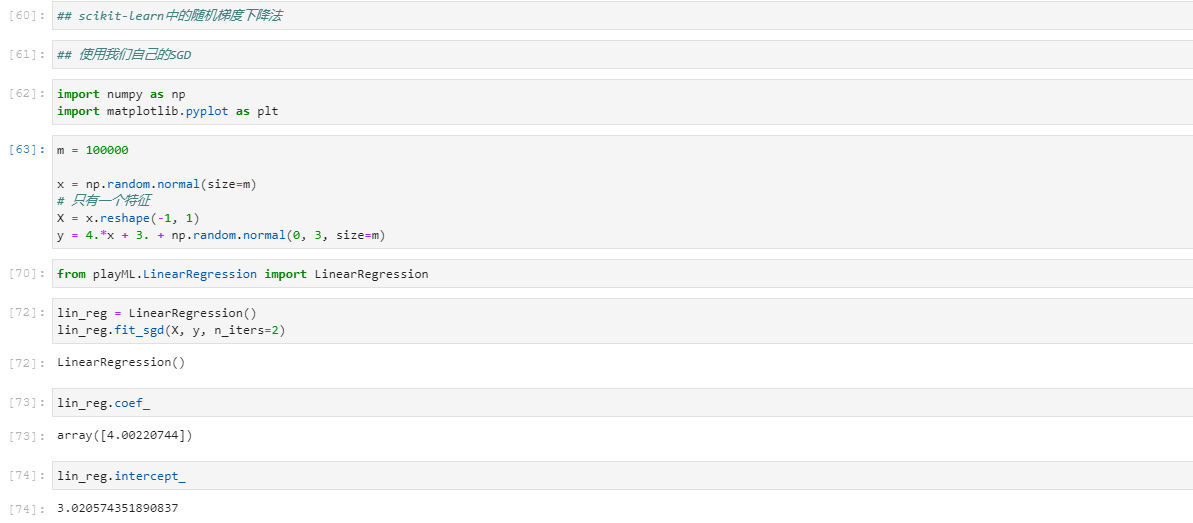 [60]: ## scikit-learn中的随机梯度下降法
[61]: ## 使用我们自己的SGD
[62]: import numpy as np
import matplotlib.pyplot as plt
[63]: m = 100000
x = np.random.normal(size=m)
# 只有一个特征
X = x.reshape(-1, 1)
y = 4.*x + 3. + np.random.normal(0, 3, size=m)
[70]: from playML.LinearRegression import LinearRegression
[72]: lin_reg = LinearRegression()
lin_reg.fit_sgd(X, y, n_iters=2)
[72]: LinearRegression()
[73]: lin_reg.coef_
[73]: array([4.00220744])
[74]: lin_reg.intercept_
[74]: 3.020574351890837